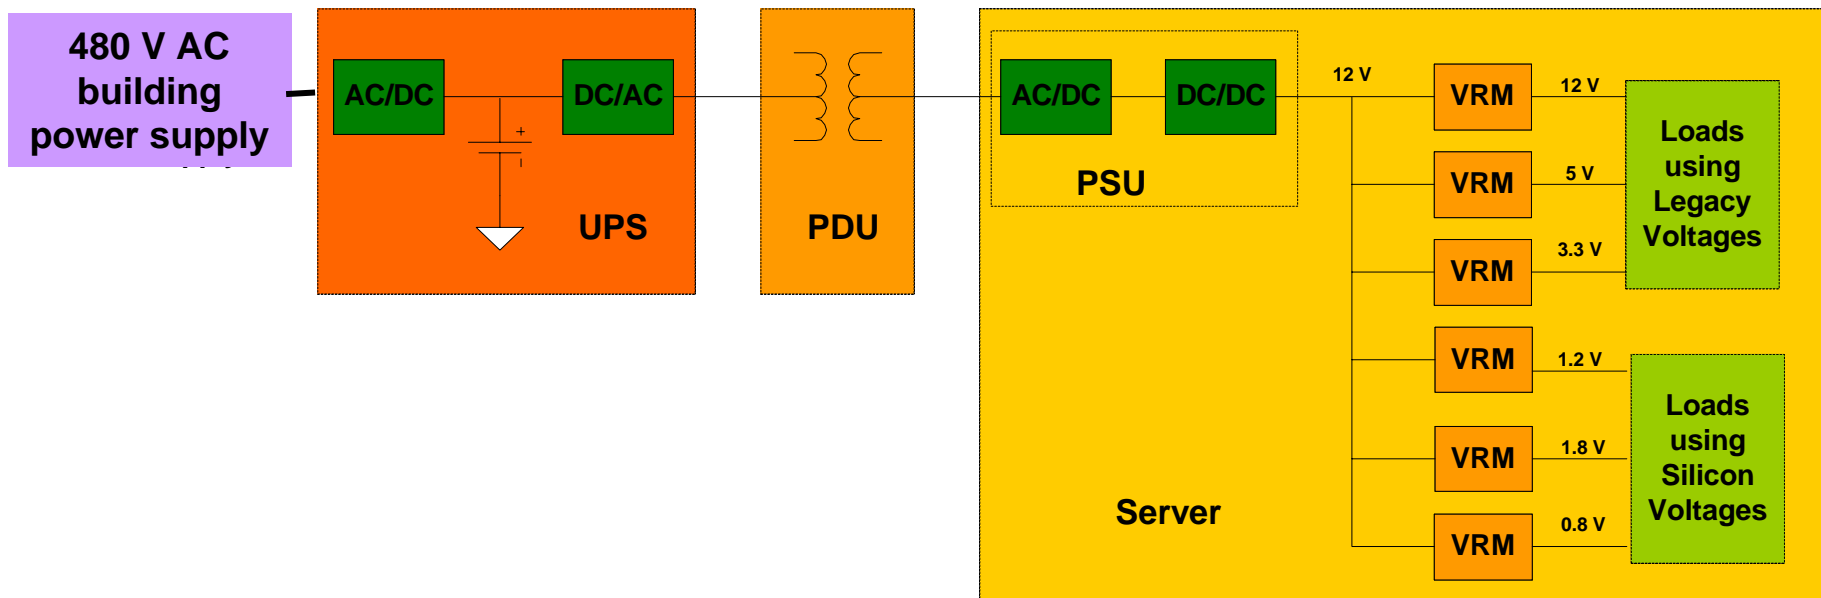 480 V AC
building
power supply
AC/DC
DC/AC
+
UPS
PDU
AC/DC
DC/DC
PSU
12 V
VRM
12 V
VRM
5 V
VRM
3.3 V
Loads
using
Legacy
Voltages
VRM
1.2 V
VRM
1.8 V
VRM
0.8 V
Loads
using
Silicon
Voltages
Server